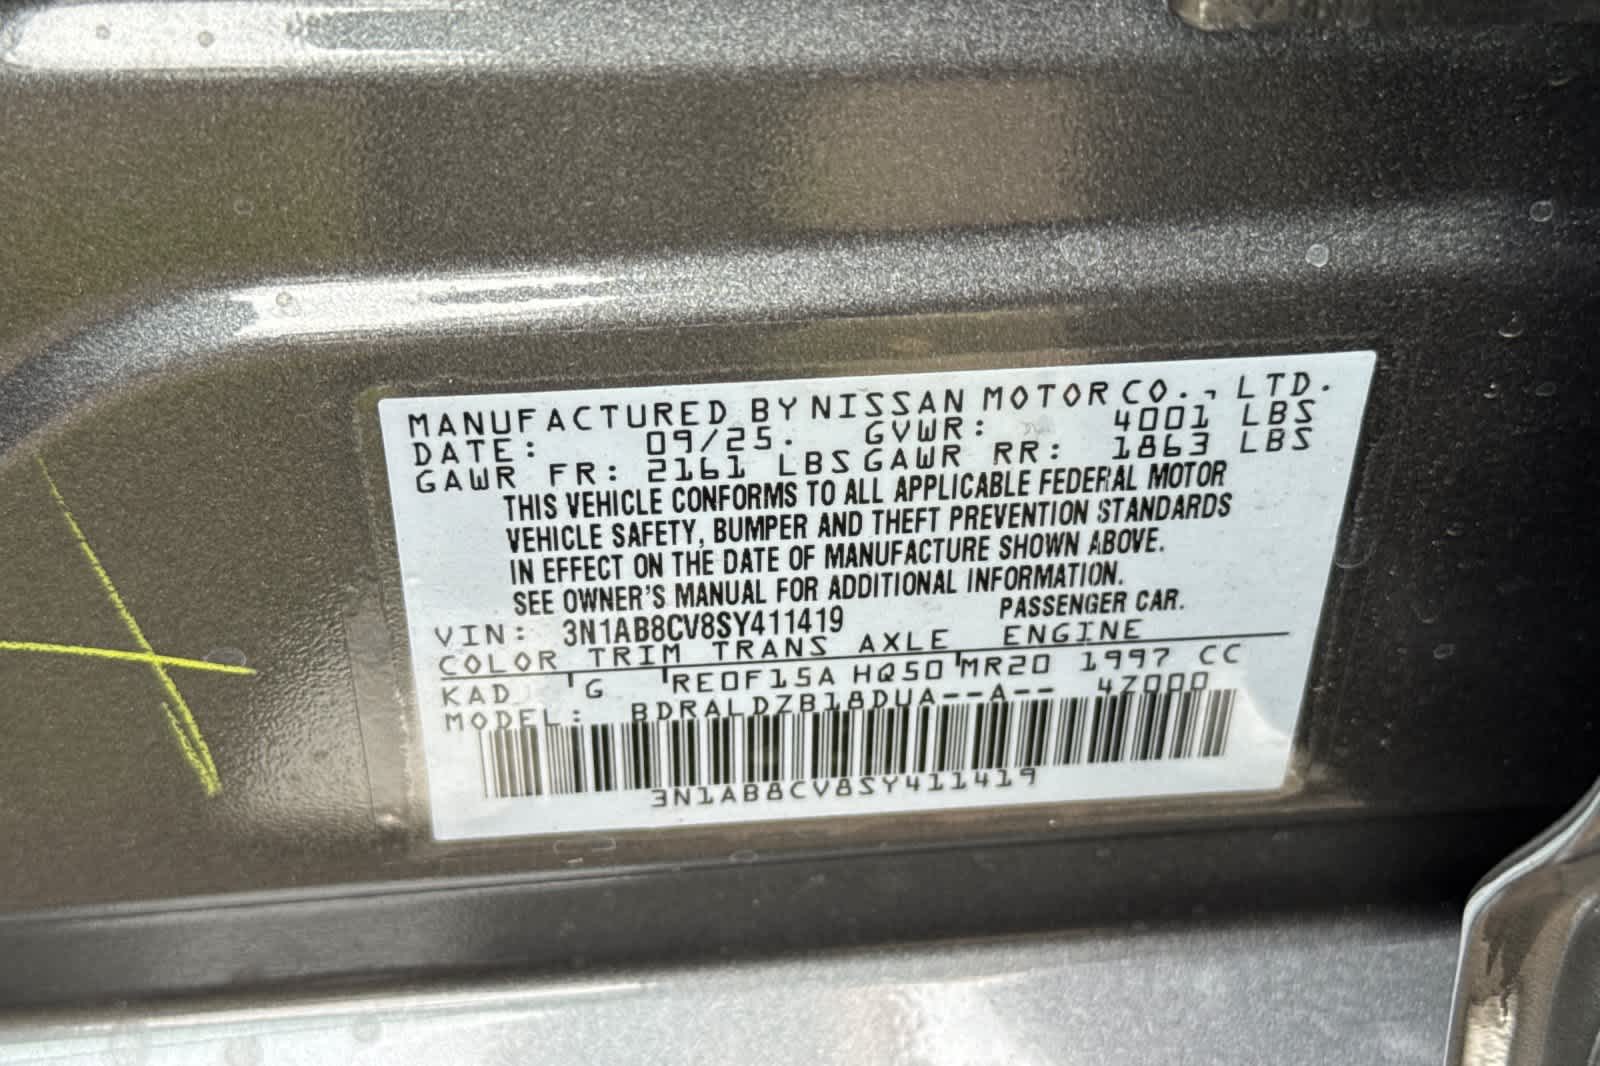 MANUFACTURED BY NISSAN MOTOR CO., LTD.
DATE: 09/25. GVWR: 4001 LBS
GAWR FR: 2161 LBS GAWR RR: 1863 LBS
THIS VEHICLE CONFORMS TO ALL APPLICABLE FEDERAL MOTOR
VEHICLE SAFETY, BUMPER AND THEFT PREVENTION STANDARDS
IN EFFECT ON THE DATE OF MANUFACTURE SHOWN ABOVE.
SEE OWNER'S MANUAL FOR ADDITIONAL INFORMATION.
VIN: 3N1AB8CV8SY411419 PASSENGER CAR.
COLOR TRIM TRANS AXLE ENGINE
KAD G RE0F15A HQ50 MR20 1997 CC
MODEL: BDRALDZB18DUA--A-- 4Z000
3N1AB8CV8SY411419